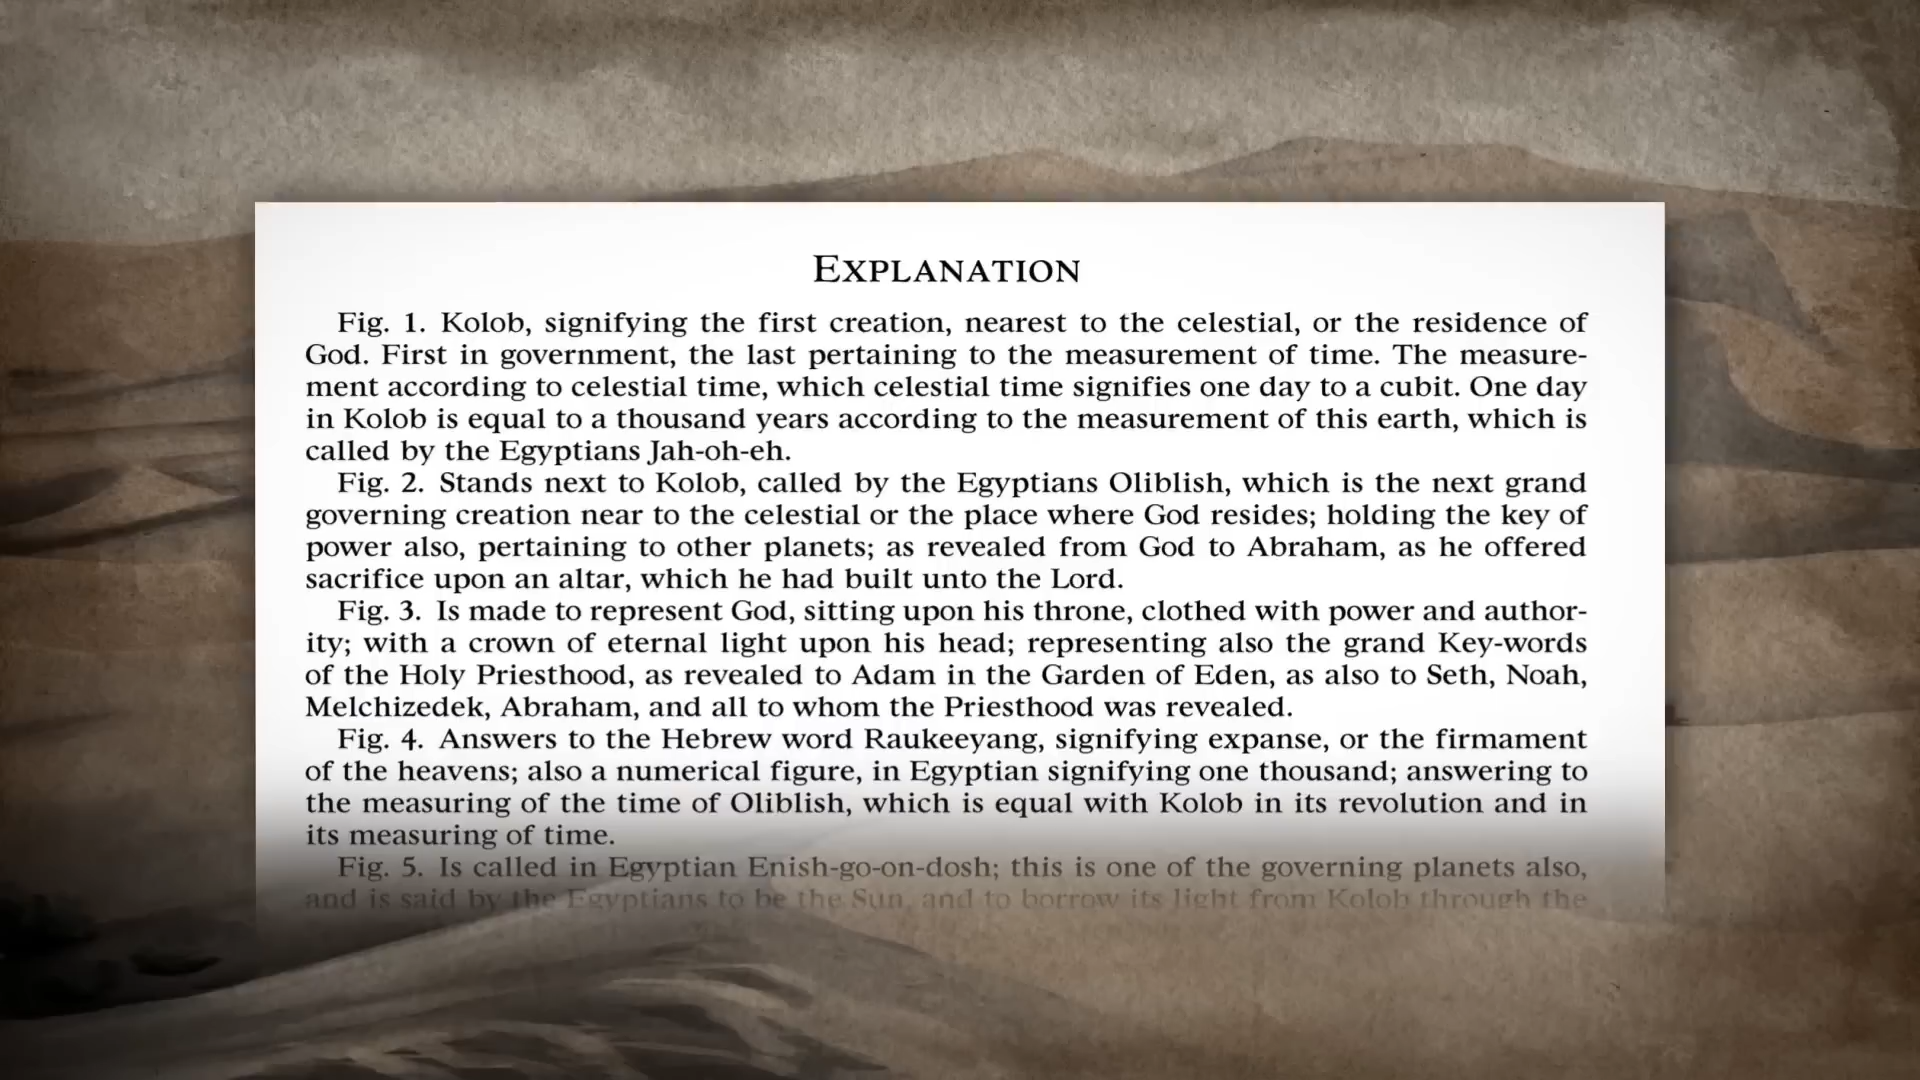 EXPLANATION
Fig. 1. Kolob, signifying the first creation, nearest to the celestial, or the residence of
God. First in government, the last pertaining to the measurement of time. The measure-
ment according to celestial time, which celestial time signifies one day to a cubit. One day
in Kolob is equal to a thousand years according to the measurement of this earth, which is
called by the Egyptians Jah-oh-eh.
Fig. 2. Stands next to Kolob, called by the Egyptians Oliblish, which is the next grand
governing creation near to the celestial or the place where God resides; holding the key of
power also, pertaining to other planets; as revealed from God to Abraham, as he offered
sacrifice upon an altar, which he had built unto the Lord.
Fig. 3. Is made to represent God, sitting upon his throne, clothed with power and author-
ity; with a crown of eternal light upon his head; representing also the grand Key-words
of the Holy Priesthood, as revealed to Adam in the Garden of Eden, as also to Seth, Noah,
Melchizedek, Abraham, and all to whom the Priesthood was revealed.
Fig. 4. Answers to the Hebrew word Raukeeyang, signifying expanse, or the firmament
of the heavens; also a numerical figure, in Egyptian signifying one thousand; answering to
the measuring of the time of Oliblish, which is equal with Kolob in its revolution and in
its measuring of time.
Fig. 5. Is called in Egyptian Enish-go-on-dosh; this is one of the governing planets also,
and is said by the Egyptians to be the Sun, and to borrow its light from Kolob through the